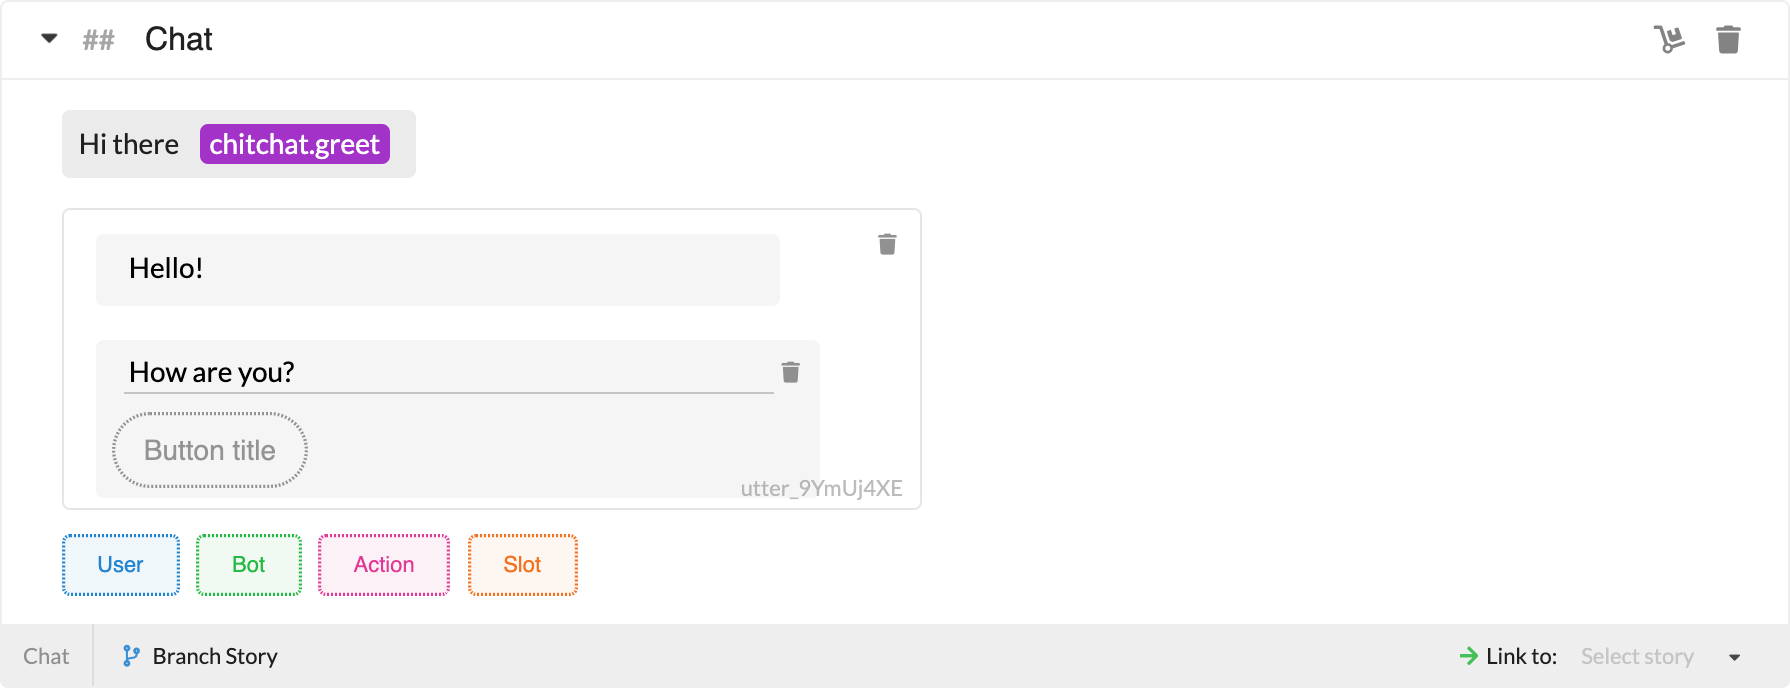 ## Chat
Hi there chitchat.greet
Hello!
How are you?
Button title
utter_9YmUj4XE
User Bot Action Slot
Chat Branch Story Link to: Select story